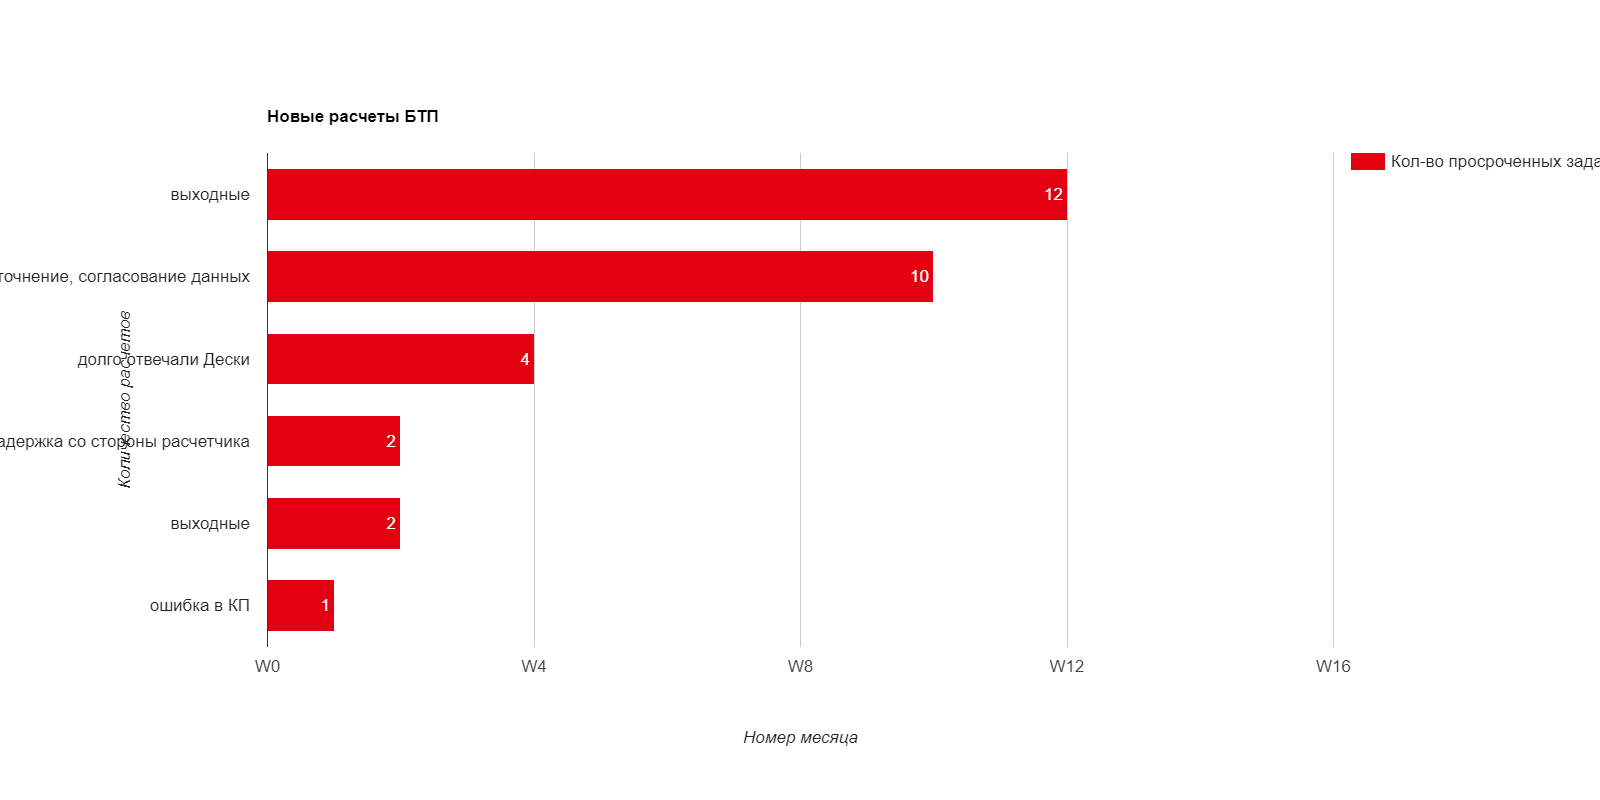 Новые расчеты БТП
Кол-во просроченных зада
выходные
12
точнение, согласование данных
10
Количество расчетов
долго отвечали Дески
4
адержка со стороны расчетчика
2
выходные
2
ошибка в КП
1
W0 W4 W8 W12 W16
Номер месяца